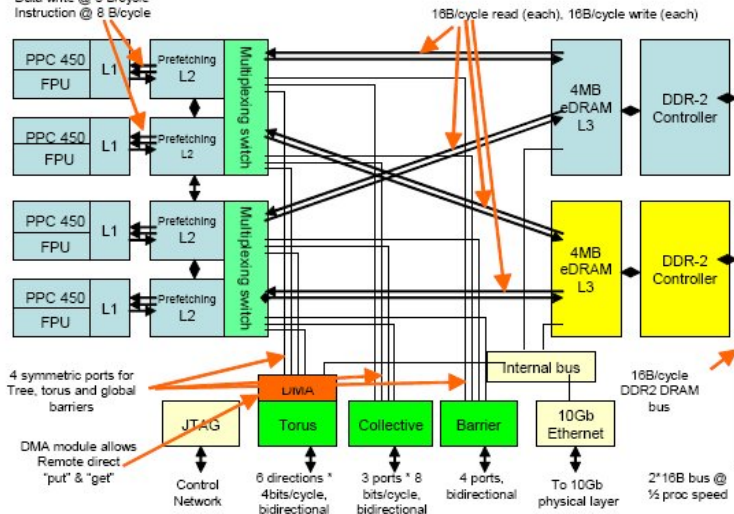 Instruction @ 8 B/cycle
16B/cycle read (each), 16B/cycle write (each)
PPC 450
FPU
L1
Prefetching
L2
Multiplexing switch
4MB
eDRAM
L3
DDR-2
Controller
PPC 450
FPU
L1
Prefetching
L2
PPC 450
FPU
L1
Prefetching
L2
Multiplexing switch
4MB
eDRAM
L3
DDR-2
Controller
PPC 450
FPU
L1
Prefetching
L2
4 symmetric ports for
Tree, torus and global
barriers
DMA
Internal bus
16B/cycle
DDR2 DRAM
bus
JTAG
Torus
Collective
Barrier
10Gb
Ethernet
DMA module allows
Remote direct
"put" & "get"
Control
Network
6 directions *
4bits/cycle,
bidirectional
3 ports * 8
bits/cycle,
bidirectional
4 ports,
bidirectional
To 10Gb
physical layer
2*16B bus @
½ proc speed